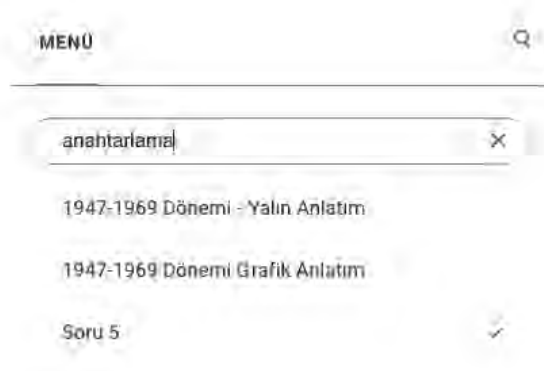 MENÜ
anahtarlama
1947-1969 Dönemi - Yalın Anlatım
1947-1969 Dönemi Grafik Anlatım
Soru 5